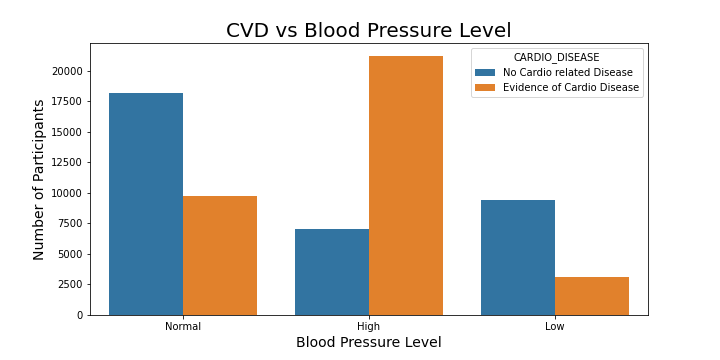 CVD vs Blood Pressure Level
CARDIO_DISEASE
No Cardio related Disease
Evidence of Cardio Disease
Number of Participants
20000
17500
15000
12500
10000
7500
5000
2500
0
Normal
High
Low
Blood Pressure Level